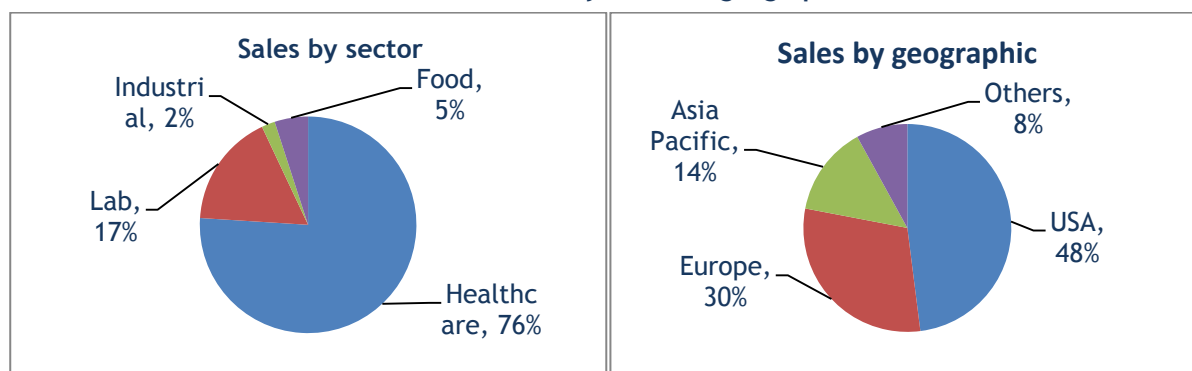 Sales by sector
Industri
al, 2%
Food,
5%
Lab,
17%
Healthc
are, 76%
Sales by geographic
Asia
Pacific,
14%
Others,
8%
USA,
48%
Europe,
30%